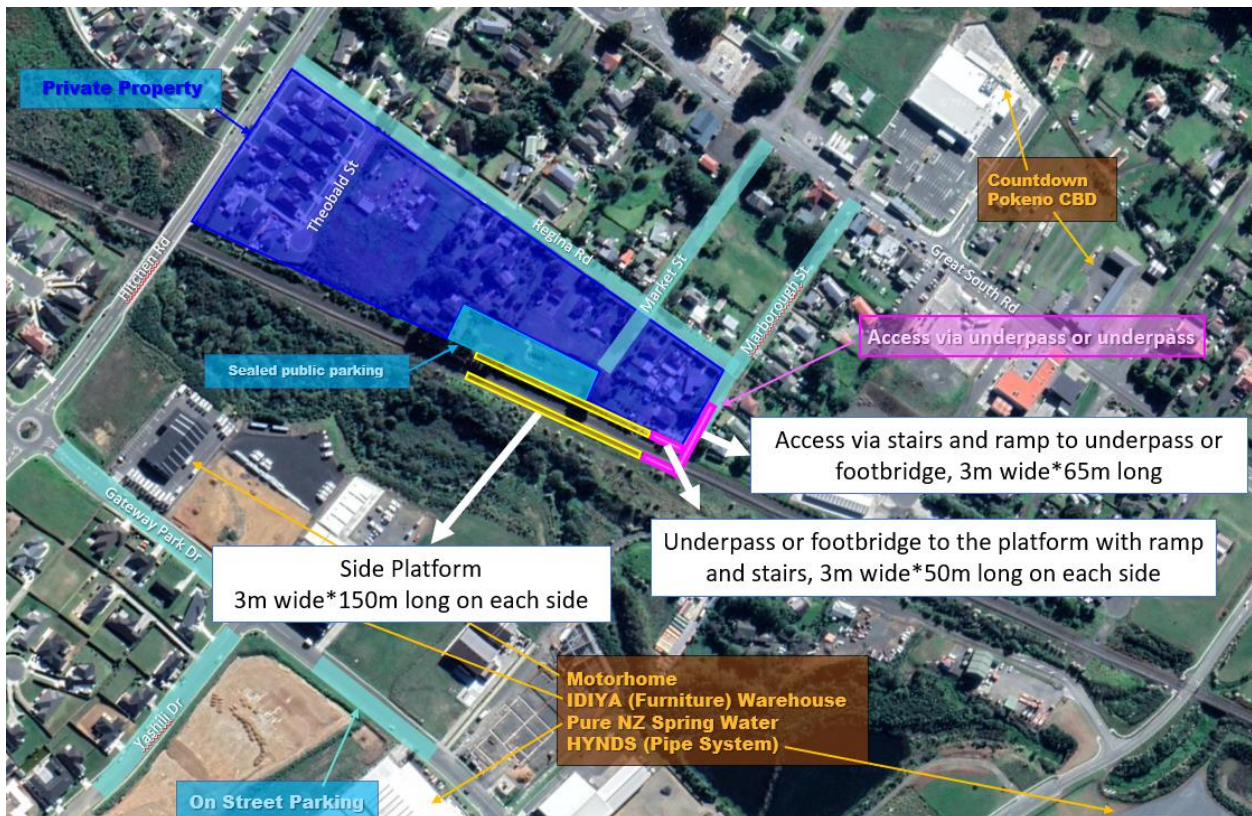 Private Property
Theobald St
Hitchen Rd
Regina Rd
Market St
Marborough St
Great South Rd
Countdown
Pokeno CBD
Access via underpass or underpass
Sealed public parking
Access via stairs and ramp to underpass or
footbridge, 3m wide*65m long
Underpass or footbridge to the platform with ramp
and stairs, 3m wide*50m long on each side
Side Platform
3m wide*150m long on each side
Gateway Park Dr
Yashili Dr
Motorhome
IDIYA (Furniture) Warehouse
Pure NZ Spring Water
HYNDS (Pipe System)
On Street Parking